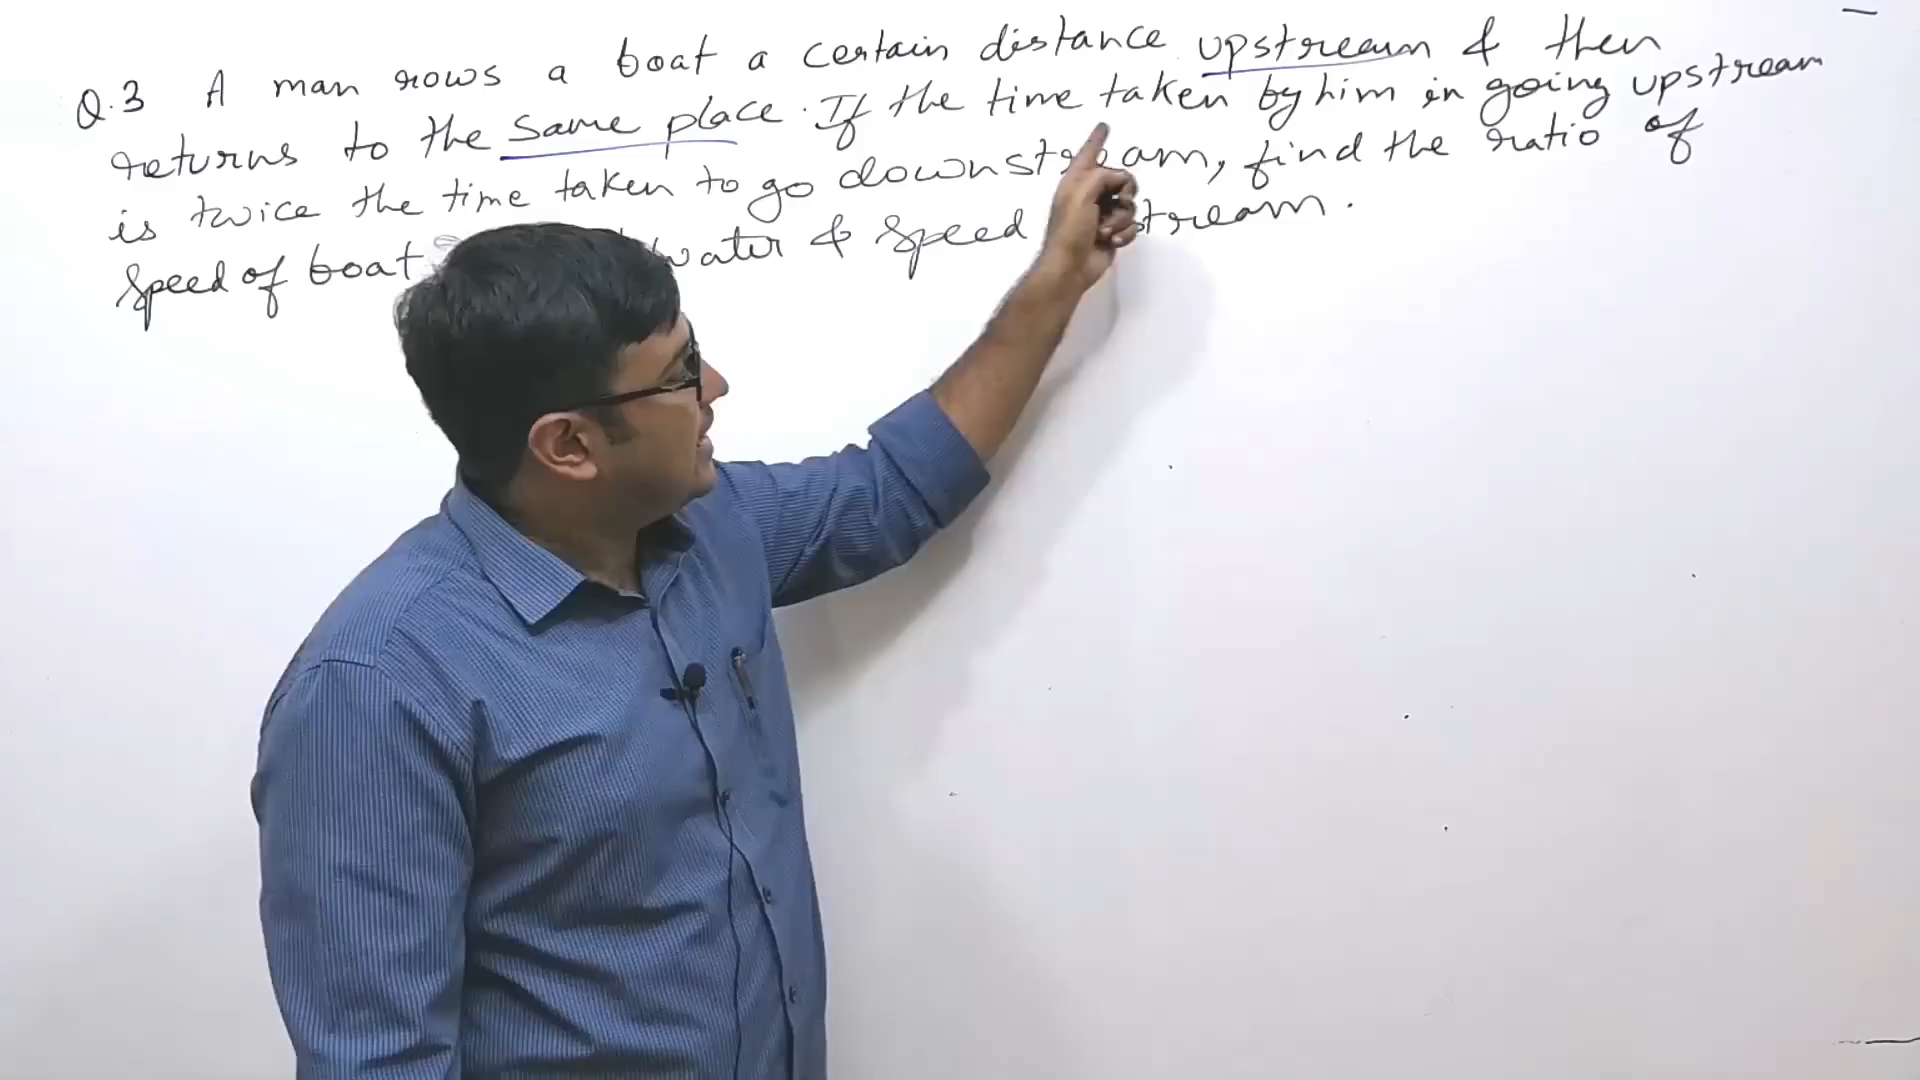 Q.3 A man rows a boat a certain distance upstream & then
returns to the same place. If the time taken by him in going upstream
is twice the time taken to go downstream, find the ratio of
Speed of boat water & speed stream.